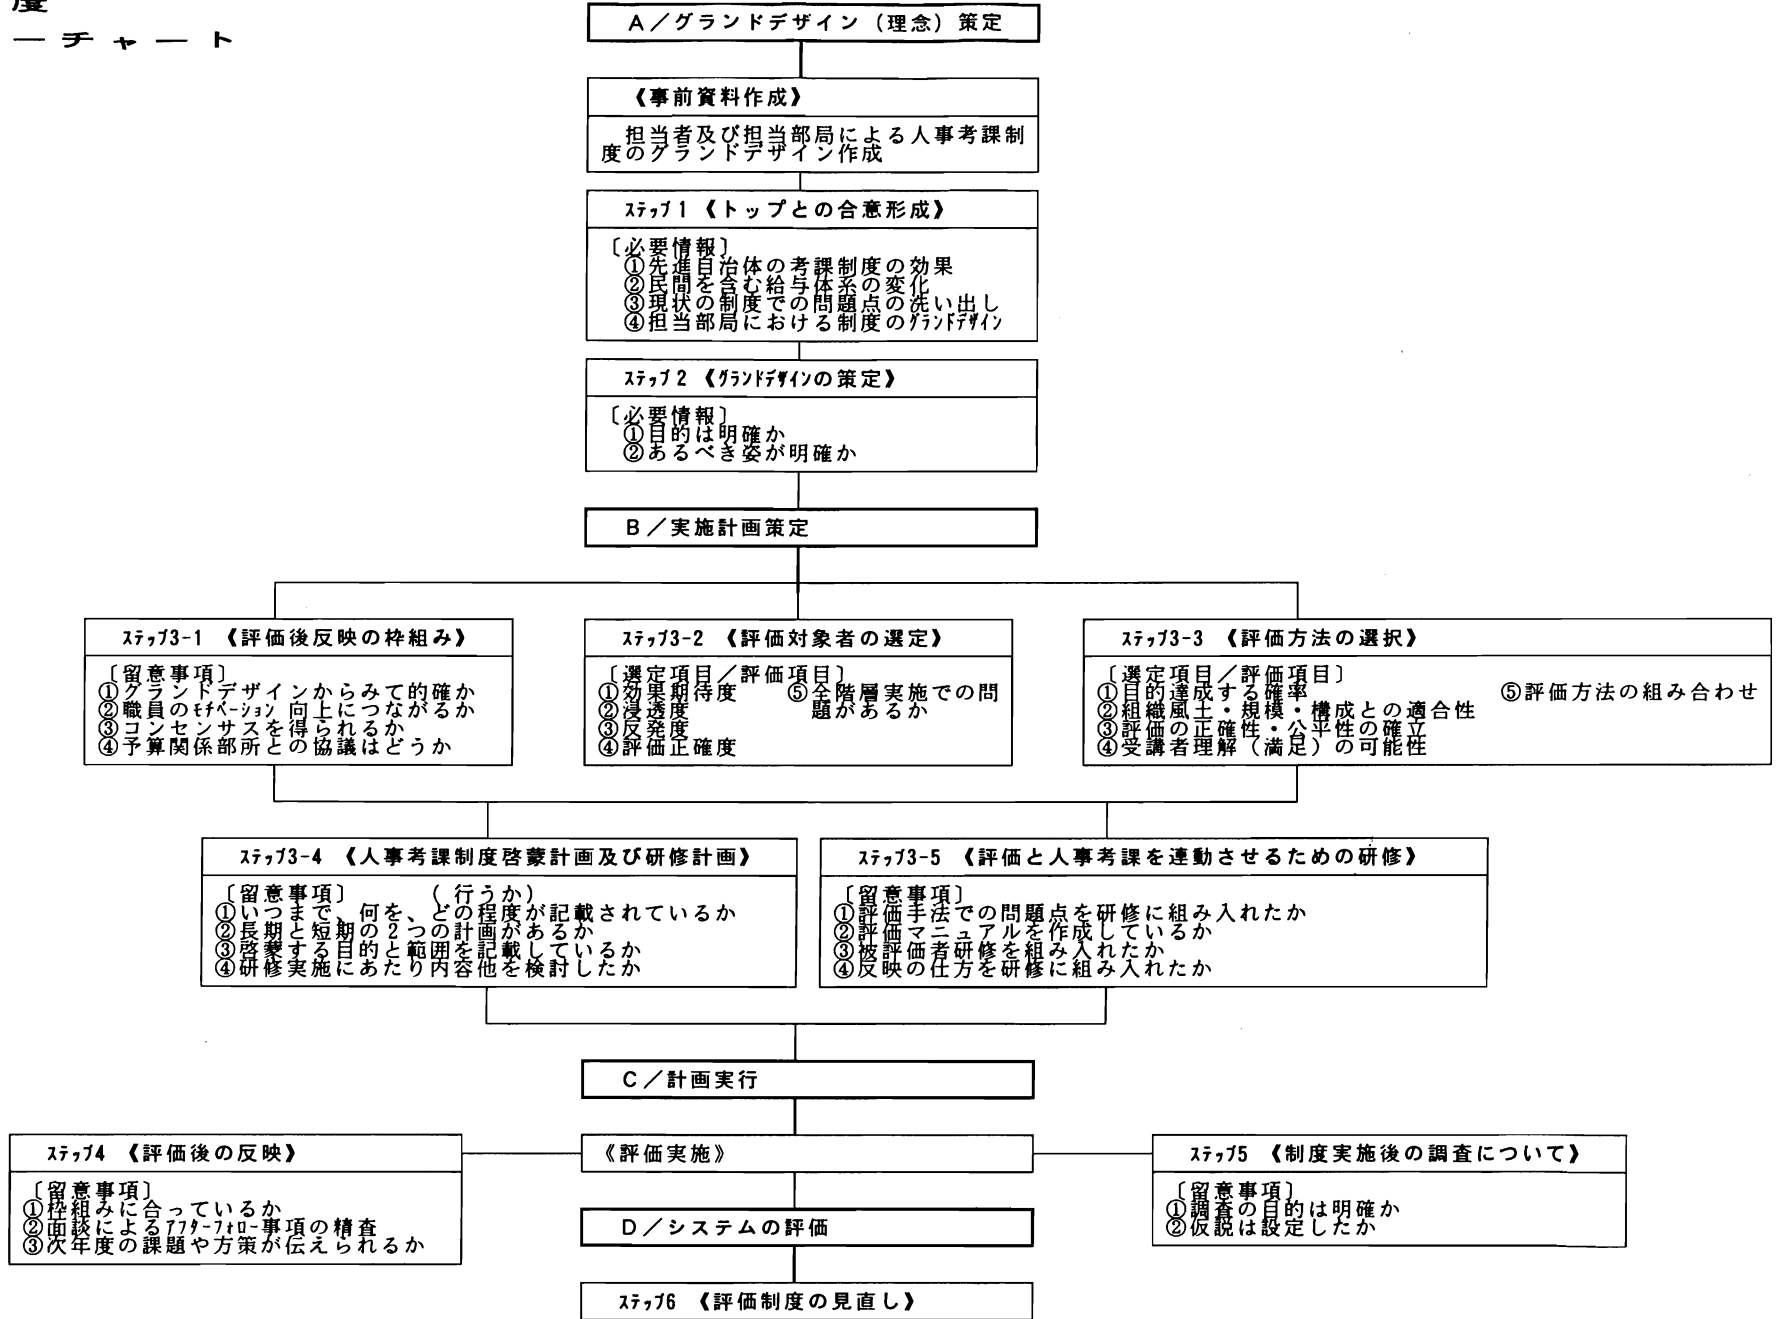 度
ーチャート
A／グランドデザイン（理念）策定
《事前資料作成》
担当者及び担当部局による人事考課制
度のグランドデザイン作成
ｽﾃｯﾌﾟ1《トップとの合意形成》
〔必要情報〕
①先進自治体の考課制度の効果
②民間を含む給与体系の変化
③現状の制度での問題点の洗い出し
④担当部局における制度のｸﾞﾗﾝﾄﾞﾃﾞｻﾞｲﾝ
ｽﾃｯﾌﾟ2《ｸﾞﾗﾝﾄﾞﾃﾞｻﾞｲﾝの策定》
〔必要情報〕
①目的は明確か
②あるべき姿が明確か
B／実施計画策定
ｽﾃｯﾌﾟ3-1 《評価後反映の枠組み》
〔留意事項〕
①グランドデザインからみて的確か
②職員のﾓﾁﾍﾞｰｼｮﾝ向上につながるか
③コンセンサスを得られるか
④予算関係部所との協議はどうか
ｽﾃｯﾌﾟ3-2 《評価対象者の選定》
〔選定項目／評価項目〕
①効果期待度　⑤全階層実施での問
②浸透度　題があるか
③反発度
④評価正確度
ｽﾃｯﾌﾟ3-3 《評価方法の選択》
〔選定項目／評価項目〕
①目的達成する確率　⑤評価方法の組み合わせ
②組織風土・規模・構成との適合性
③評価の正確性・公平性の確立
④受講者理解（満足）の可能性
ｽﾃｯﾌﾟ3-4 《人事考課制度啓蒙計画及び研修計画》
〔留意事項〕　（行うか）
①いつまで、何を、どの程度が記載されているか
②長期と短期の2つの計画があるか
③啓蒙する目的と範囲を記載しているか
④研修実施にあたり内容他を検討したか
ｽﾃｯﾌﾟ3-5 《評価と人事考課を連動させるための研修》
〔留意事項〕
①評価手法での問題点を研修に組み入れたか
②評価マニュアルを作成しているか
③被評価者研修を組み入れたか
④反映の仕方を研修に組み入れたか
C／計画実行
ｽﾃｯﾌﾟ4 《評価後の反映》
〔留意事項〕
①枠組みに合っているか
②面談によるｱﾌﾀｰﾌｫﾛｰ事項の精査
③次年度の課題や方策が伝えられるか
《評価実施》
ｽﾃｯﾌﾟ5 《制度実施後の調査について》
〔留意事項〕
①調査の目的は明確か
②仮説は設定したか
D／システムの評価
ｽﾃｯﾌﾟ6 《評価制度の見直し》